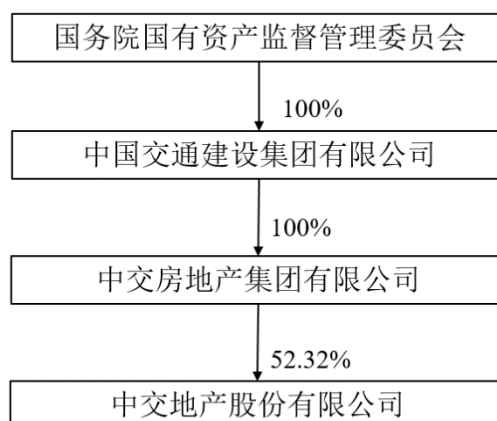 国务院国有资产监督管理委员会
100%
中国交通建设集团有限公司
100%
中交房地产集团有限公司
52.32%
中交地产股份有限公司